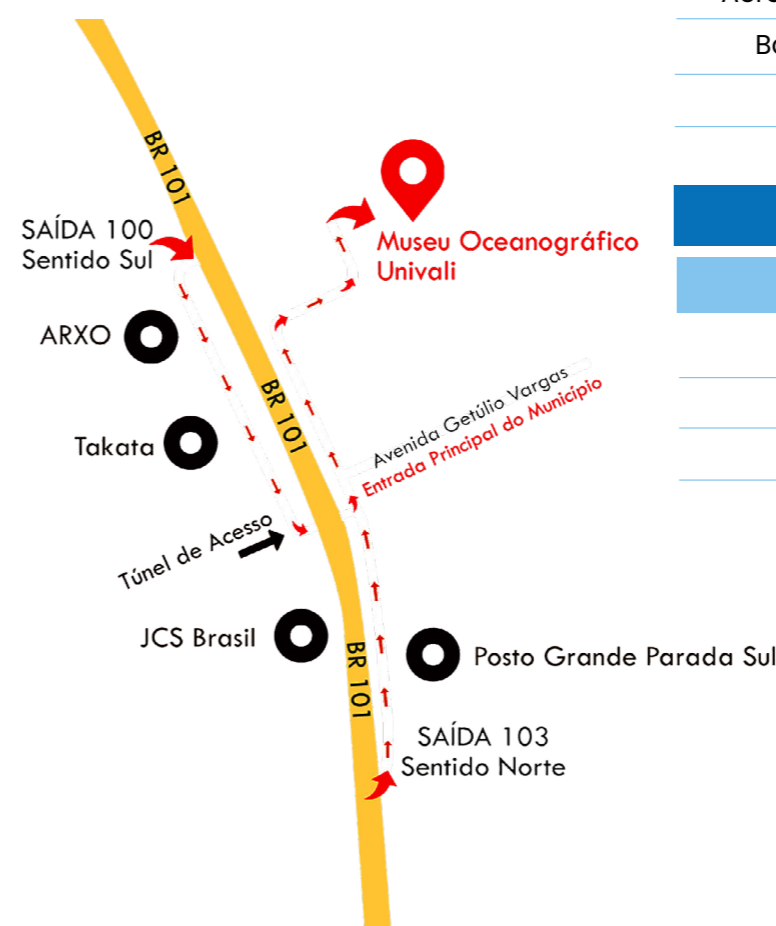 BR 101
SAÍDA 100
Sentido Sul
Museu Oceanográfico
Univali
ARXO
BR 101
Avenida Getúlio Vargas
Entrada Principal do Município
Takata
Túnel de Acesso
JCS Brasil
BR 101
Posto Grande Parada Sul
SAÍDA 103
Sentido Norte